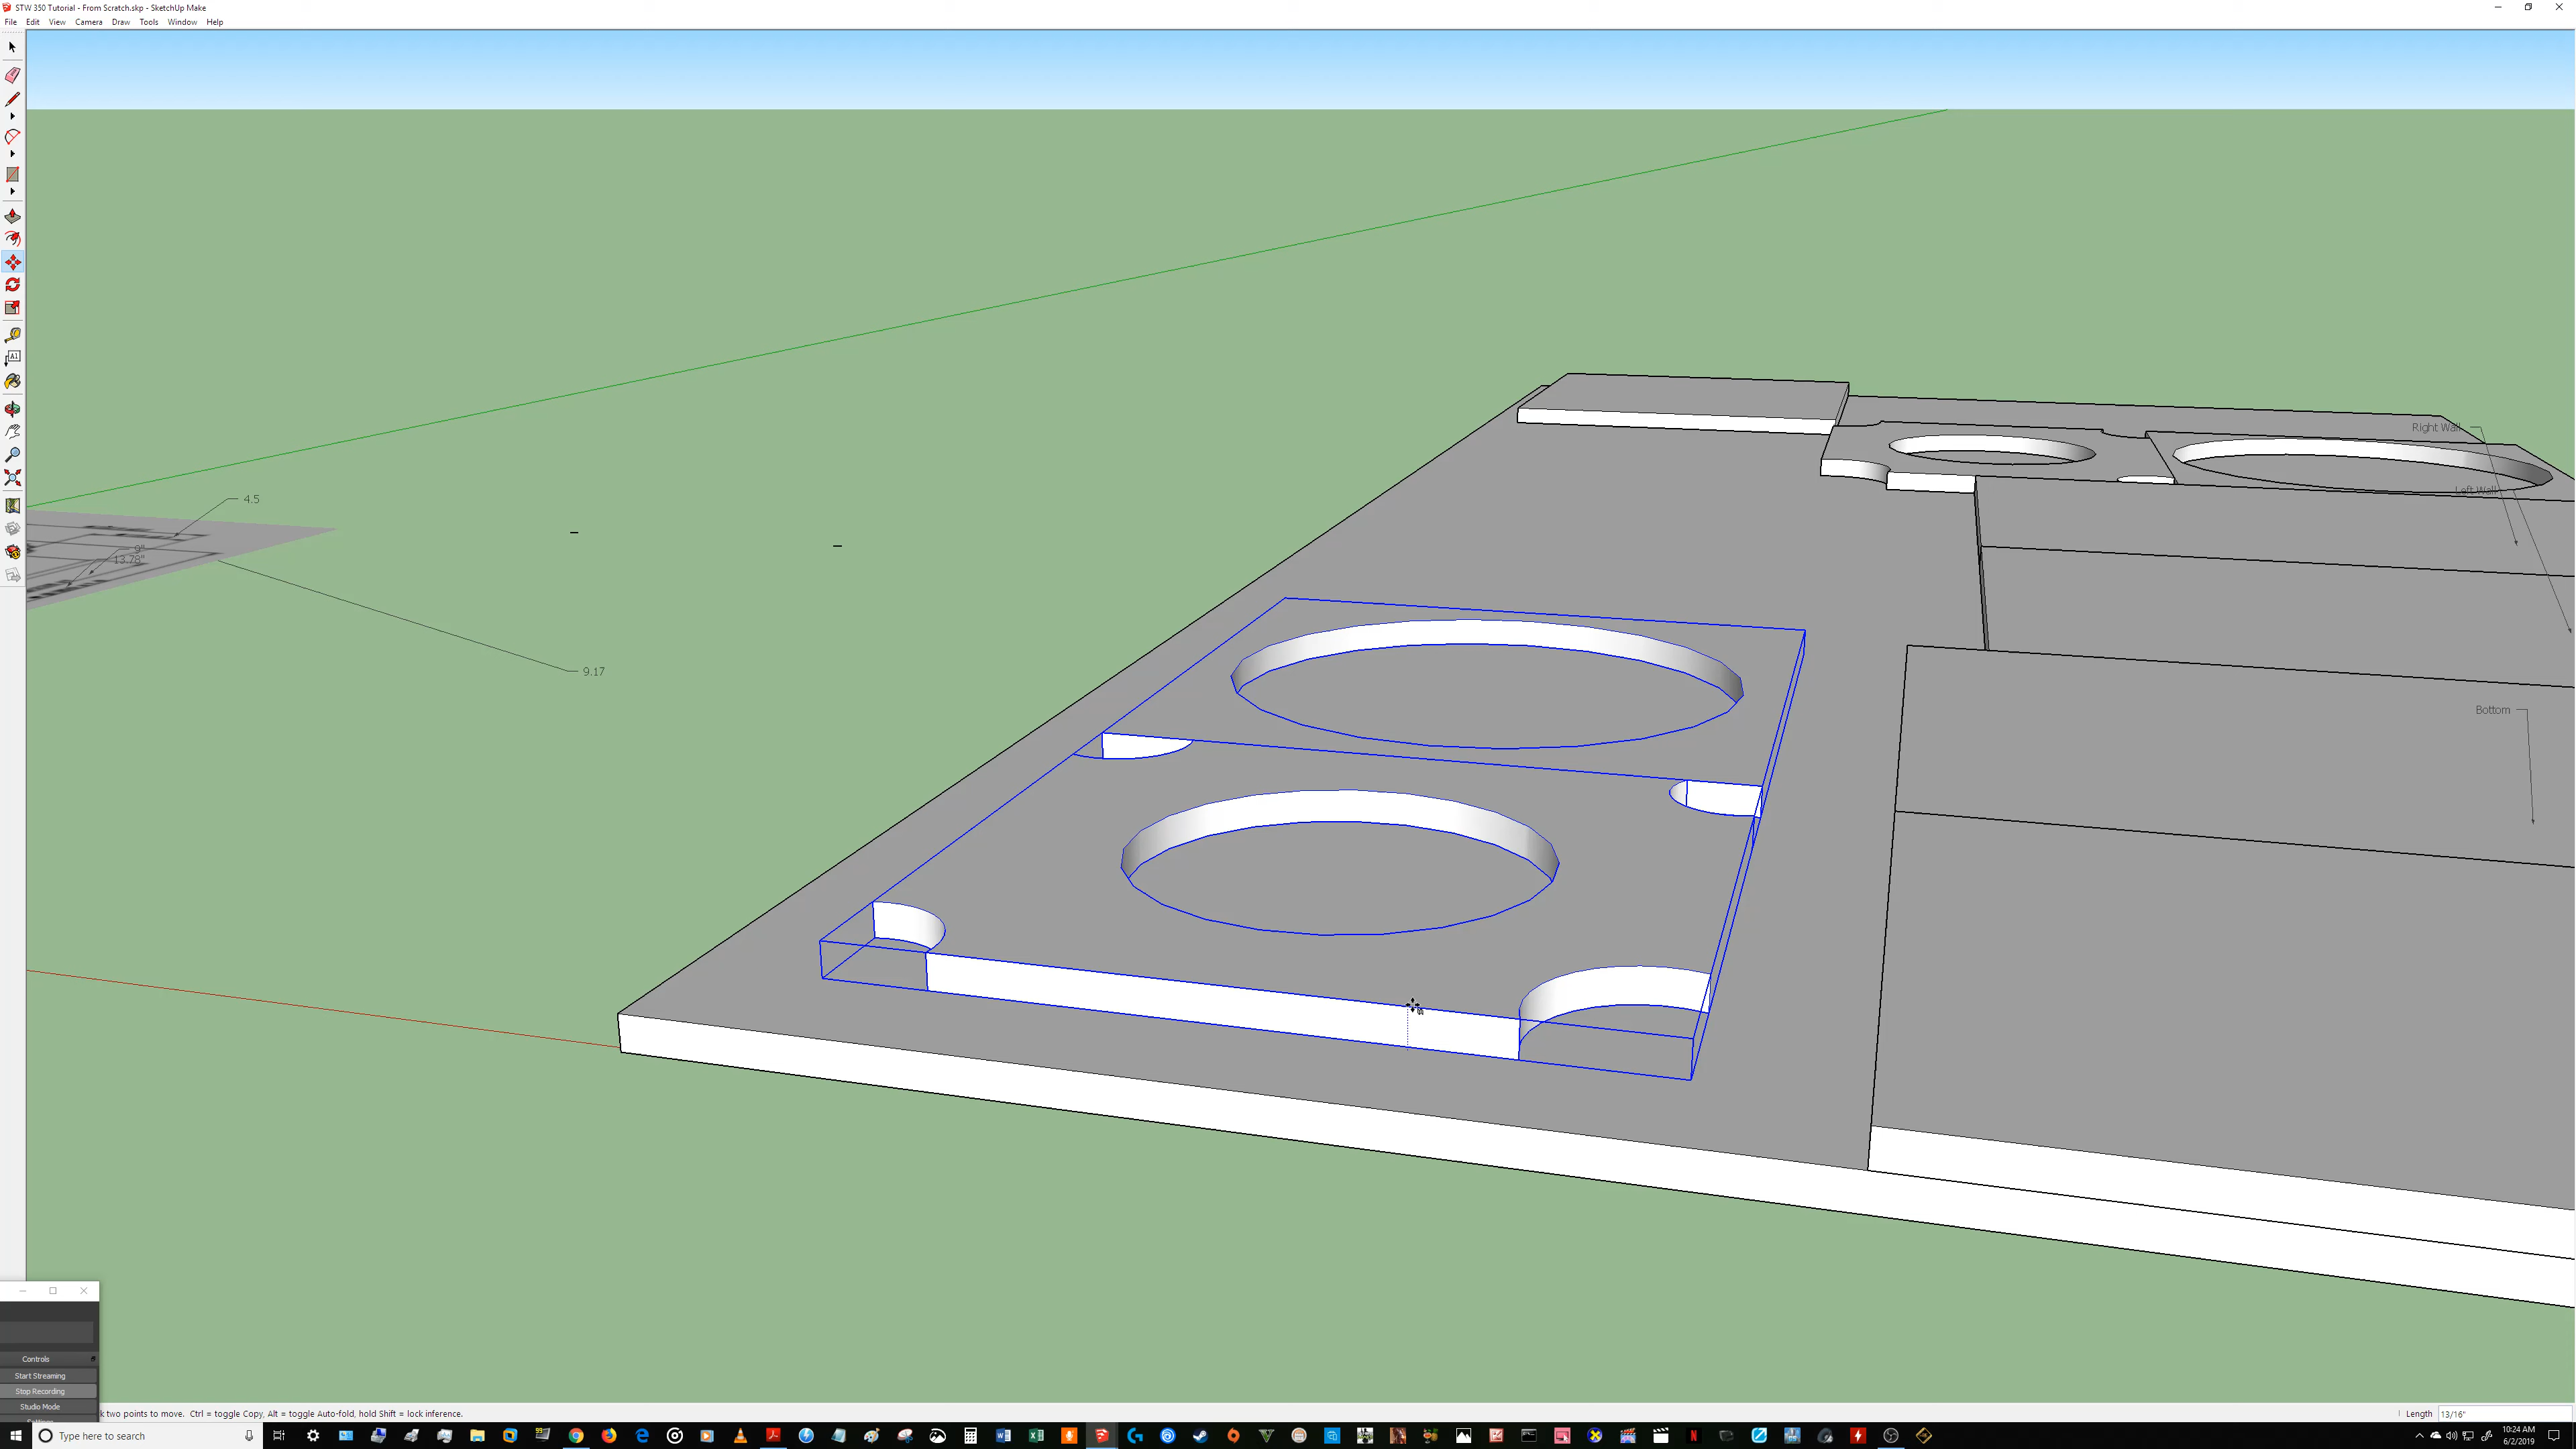 STW 350 Tutorial - From Scratch.skp - SketchUp Make
File Edit View Camera Draw Tools Window Help
Right Wall
Left Wall
4.5
9"
13.78"
9.17
Bottom
Controls
Start Streaming
Stop Recording
Studio Mode
two points to move. Ctrl = toggle Copy, Alt = toggle Auto-fold, hold Shift = lock inference.
Length 13/16"
Type here to search
10:24 AM
6/2/2019